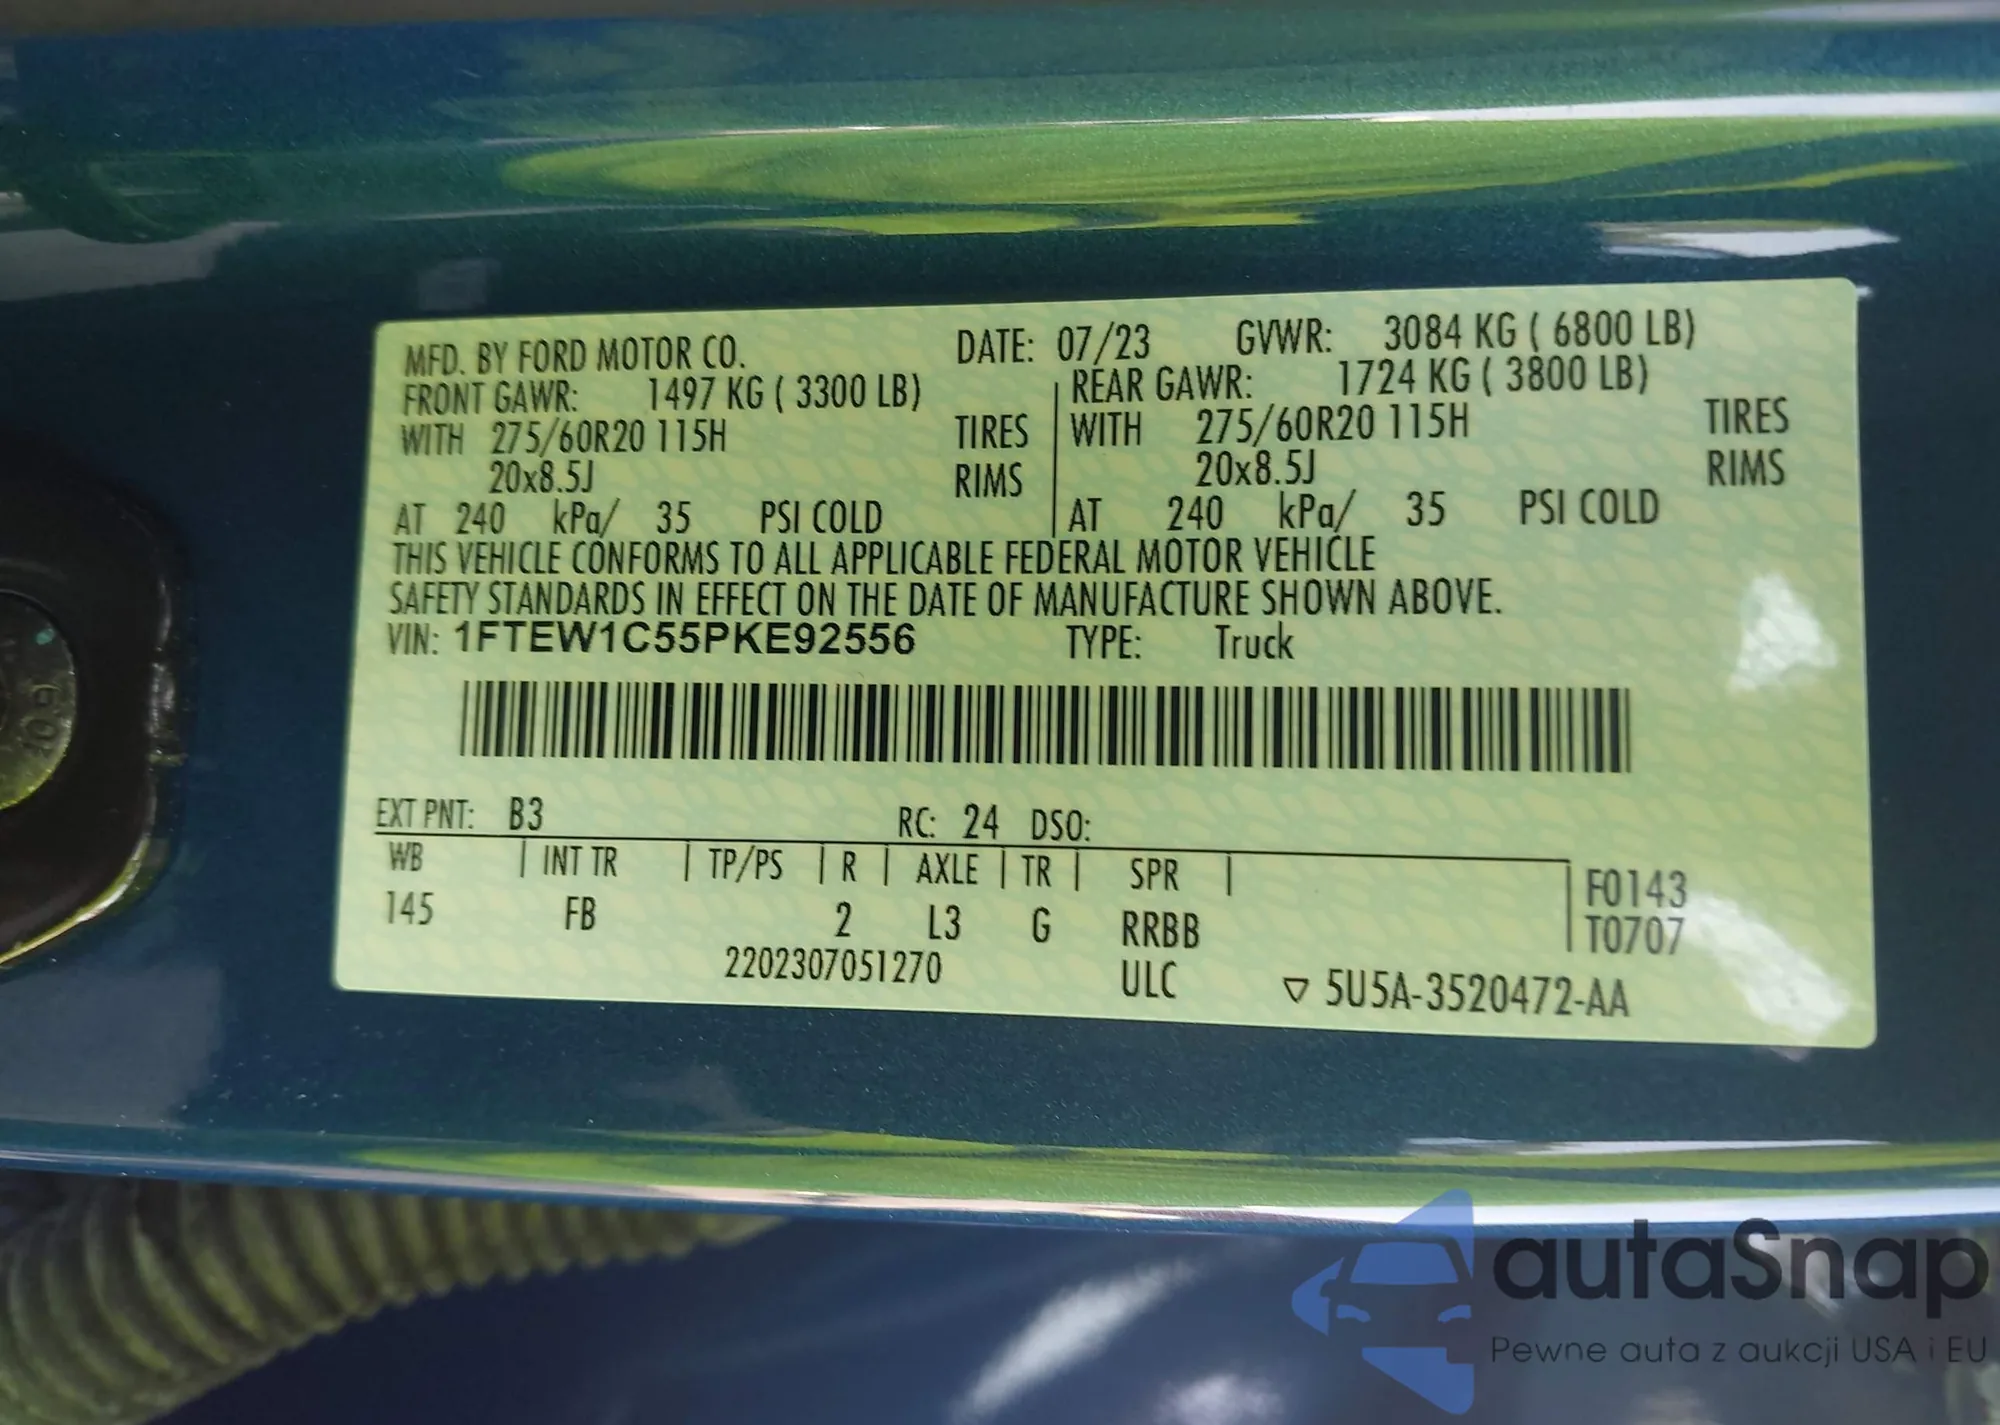 MFD. BY FORD MOTOR CO. DATE: 07/23 GVWR: 3084 KG ( 6800 LB)
FRONT GAWR: 1497 KG ( 3300 LB) REAR GAWR: 1724 KG ( 3800 LB)
WITH 275/60R20 115H TIRES WITH 275/60R20 115H TIRES
20x8.5J RIMS 20x8.5J RIMS
AT 240 kPa/ 35 PSI COLD AT 240 kPa/ 35 PSI COLD
THIS VEHICLE CONFORMS TO ALL APPLICABLE FEDERAL MOTOR VEHICLE
SAFETY STANDARDS IN EFFECT ON THE DATE OF MANUFACTURE SHOWN ABOVE.
VIN: 1FTEW1C55PKE92556 TYPE: Truck
EXT PNT: B3 RC: 24 DSO:
WB INT TR TP/PS R AXLE TR SPR F0143
145 FB 2 L3 G RRBB T0707
2202307051270 ULC ▽ 5U5A-3520472-AA
autaSnap
Pewne auta z aukcji USA i EU